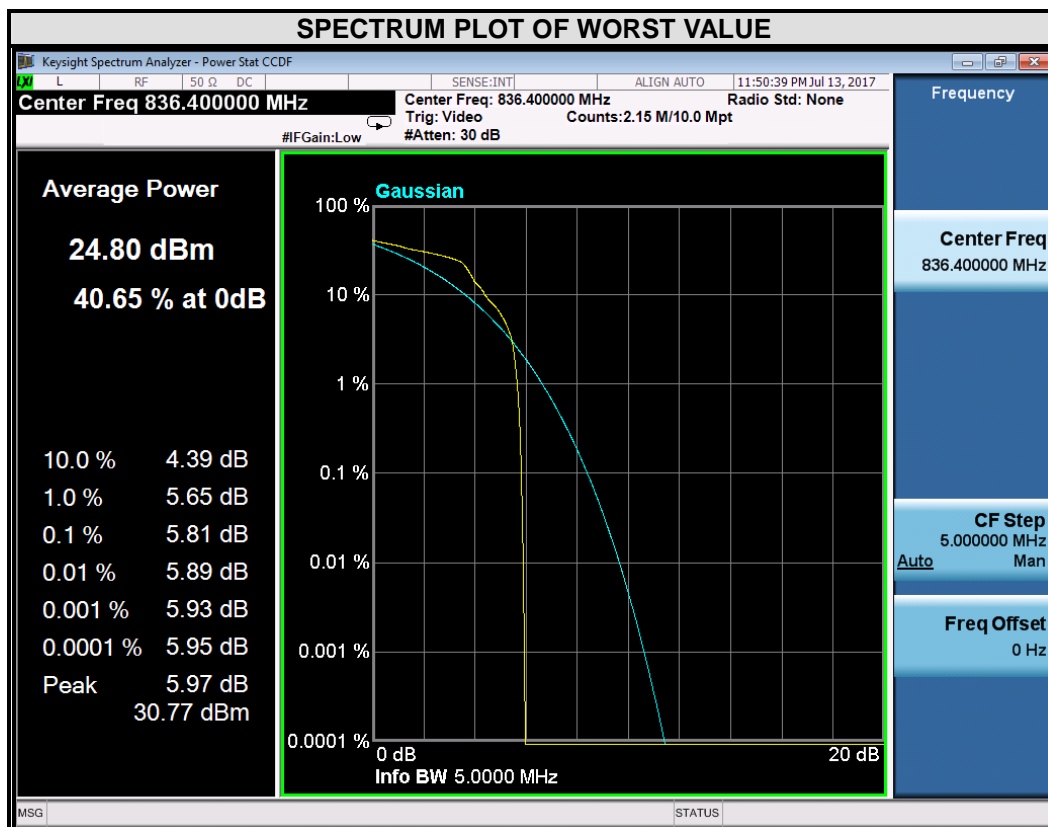 SPECTRUM PLOT OF WORST VALUE
Keysight Spectrum Analyzer - Power Stat CCDF
LXI L RF 50 Ω DC SENSE:INT ALIGN AUTO 11:50:39 PM Jul 13, 2017
Center Freq 836.400000 MHz
Center Freq: 836.400000 MHz Radio Std: None
Trig: Video Counts:2.15 M/10.0 Mpt
#IFGain:Low #Atten: 30 dB
Average Power
24.80 dBm
40.65 % at 0dB
10.0 % 4.39 dB
1.0 % 5.65 dB
0.1 % 5.81 dB
0.01 % 5.89 dB
0.001 % 5.93 dB
0.0001 % 5.95 dB
Peak 5.97 dB
30.77 dBm
Gaussian
100 %
10 %
1 %
0.1 %
0.01 %
0.001 %
0.0001 %
0 dB 20 dB
Info BW 5.0000 MHz
Frequency
Center Freq
836.400000 MHz
CF Step
5.000000 MHz
Auto Man
Freq Offset
0 Hz
MSG STATUS